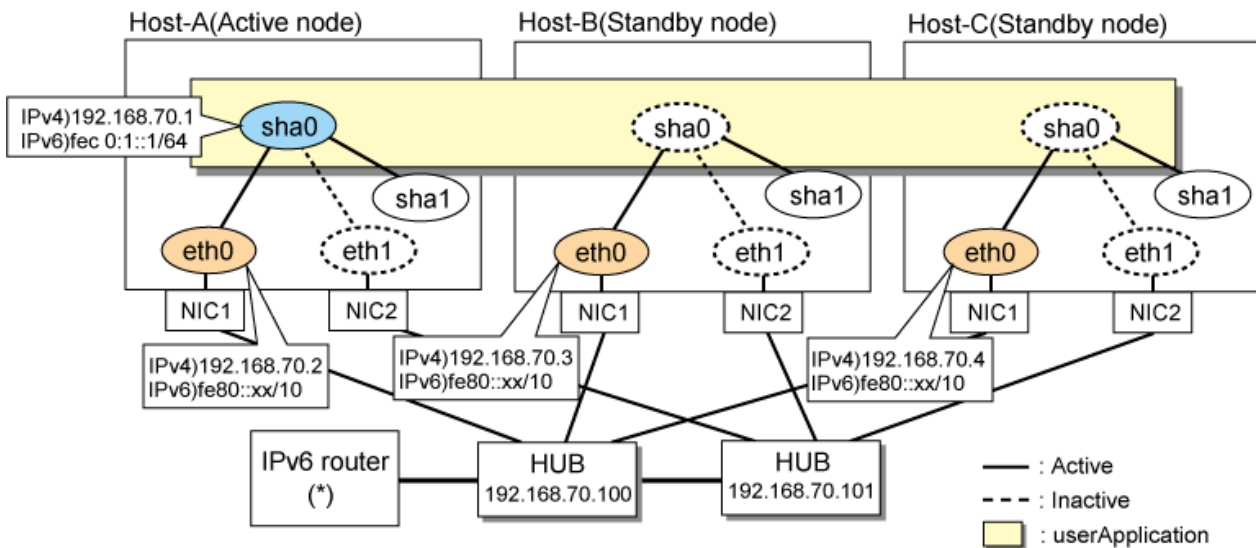 Host-A(Active node)
Host-B(Standby node)
Host-C(Standby node)
IPv4)192.168.70.1
IPv6)fec 0:1::1/64
sha0
sha0
sha0
sha1
sha1
sha1
eth0
eth1
eth0
eth1
eth0
eth1
NIC1
NIC2
NIC1
NIC2
NIC1
NIC2
IPv4)192.168.70.2
IPv6)fe80::xx/10
IPv4)192.168.70.3
IPv6)fe80::xx/10
IPv4)192.168.70.4
IPv6)fe80::xx/10
IPv6 router
(*)
HUB
192.168.70.100
HUB
192.168.70.101
: Active
: Inactive
: userApplication